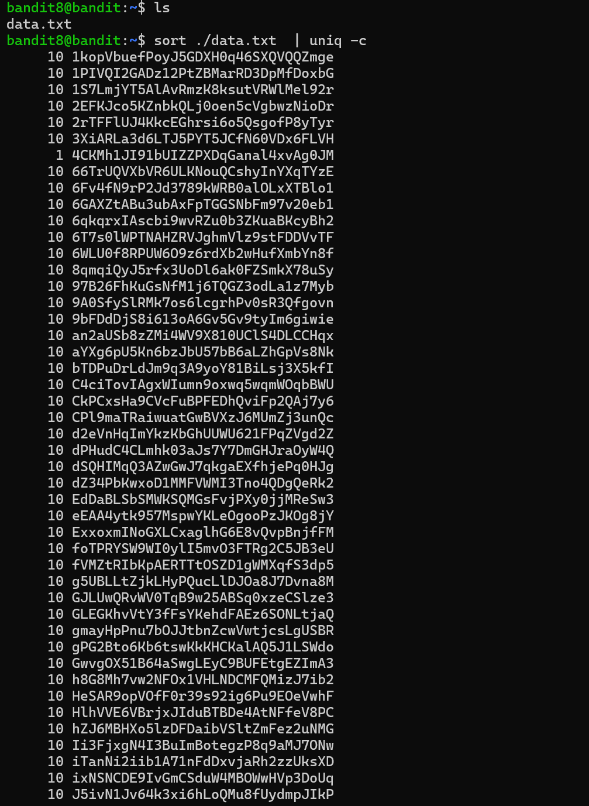 bandit8@bandit:~$ ls
data.txt
bandit8@bandit:~$ sort ./data.txt  | uniq -c
     10 1kopVbuefPoyJ5GDXH0q46SXQVQQZmge
     10 1PIVQI2GADz12PtZBMarRD3DpMfDoxbG
     10 1S7LmjYT5AlAvRmzK8ksutVRWlMel92r
     10 2EFKJco5KZnbkQLj0oen5cVgbwzNioDr
     10 2rTFFlUJ4KkcEGhrsi6o5QsgofP8yTyr
     10 3XiARLa3d6LTJ5PYT5JCfN60VDx6FLVH
      1 4CKMh1JI91bUIZZPXDqGanal4xvAg0JM
     10 66TrUQVXbVR6ULKNouQCshyInYXqTYzE
     10 6Fv4fN9rP2Jd3789kWRB0alOLxXTBlo1
     10 6GAXZtABu3ubAxFpTGGSNbFm97v20eb1
     10 6qkqrxIAscbi9wvRZu0b3ZKuaBKcyBh2
     10 6T7s0lWPTNAHZRVJghmVlz9stFDDVvTF
     10 6WLU0f8RPUW6O9z6rdXb2wHufXmbYn8f
     10 8qmqiQyJ5rfx3UoDl6ak0FZSmkX78uSy
     10 97B26FhKuGsNfM1j6TQGZ3odLa1z7Myb
     10 9A0SfySlRMk7os6lcgrhPv0sR3Qfgovn
     10 9bFDdDjS8i613oA6Gv5Gv9tyIm6giwie
     10 an2aUSb8zZMi4WV9X810UClS4DLCCHqx
     10 aYXg6pU5Kn6bzJbU57bB6aLZhGpVs8Nk
     10 bTDPuDrLdJm9q3A9yoY81BiLsj3X5kfI
     10 C4ciTovIAgxWIumn9oxwq5wqmWOqbBWU
     10 CkPCxsHa9CVcFuBPFEDhQviFp2QAj7y6
     10 CPl9maTRaiwuatGwBVXzJ6MUmZj3unQc
     10 d2eVnHqImYkzKbGhUUWU621FPqZVgd2Z
     10 dPHudC4CLmhk03aJs7Y7DmGHJraOyW4Q
     10 dSQHIMqQ3AZwGwJ7qkgaEXfhjePq0HJg
     10 dZ34PbKwxoD1MMFVWMI3Tno4QDgQeRk2
     10 EdDaBLSbSMWKSQMGsFvjPXy0jjMReSw3
     10 eEAA4ytk957MspwYKLeOgooPzJKOg8jY
     10 ExxoxmINoGXLCxaglhG6E8vQvpBnjfFM
     10 foTPRYSW9WI0ylI5mvO3FTRg2C5JB3eU
     10 fVMZtRIbKpAERTTtOSZD1gWMXqfS3dp5
     10 g5UBLLtZjkLHyPQucLlDJOa8J7Dvna8M
     10 GJLUwQRvWV0TqB9w25ABSq0xzeCSlze3
     10 GLEGKhvVtY3fFsYKehdFAEz6SONLtjaQ
     10 gmayHpPnu7bOJJtbnZcwVwtjcsLgUSBR
     10 gPG2Bto6Kb6tswKkKHCKalAQ5J1LSWdo
     10 GwvgOX51B64aSwgLEyC9BUFEtgEZImA3
     10 h8G8Mh7vw2NFOx1VHLNDCMFQMizJ7ib2
     10 HeSAR9opVOfF0r39s92ig6Pu9EOeVwhF
     10 HlhVVE6VBrjxJIduBTBDe4AtNFfeV8PC
     10 hZJ6MBHXo5lzDFDaibVSltZmFez2uNMG
     10 Ii3FjxgN4I3BuImBotegzP8q9aMJ7ONw
     10 iTanNi2iib1A71nFdDxvjaRh2zzUksXD
     10 ixNSNCDE9IvGmCSduW4MBOWwHVp3DoUq
     10 J5ivN1Jv64k3xi6hLoQMu8fUydmpJIkP